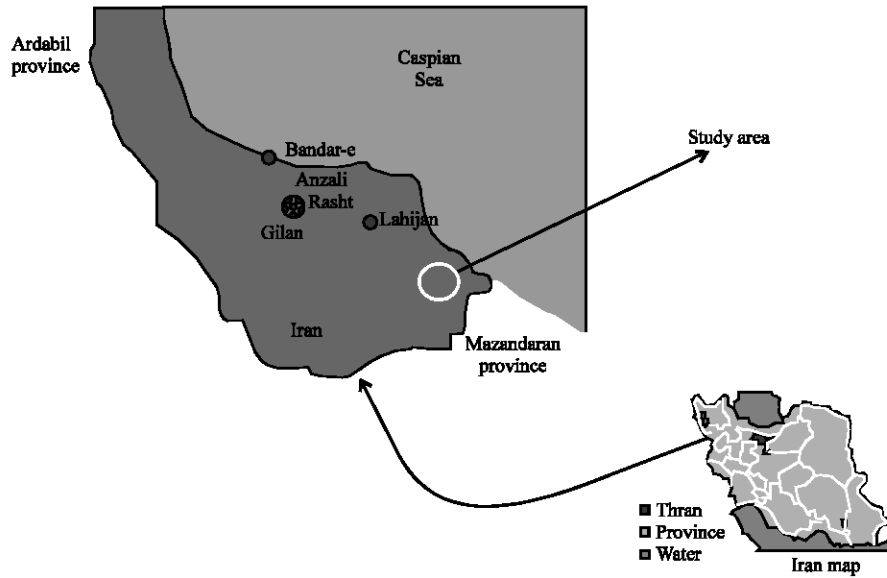 Ardabil
province
Caspian
Sea
Study area
Bandar-e
Anzali
Rasht
Lahijan
Gilan
Iran
Mazandaran
province
Thran
Province
Water
Iran map